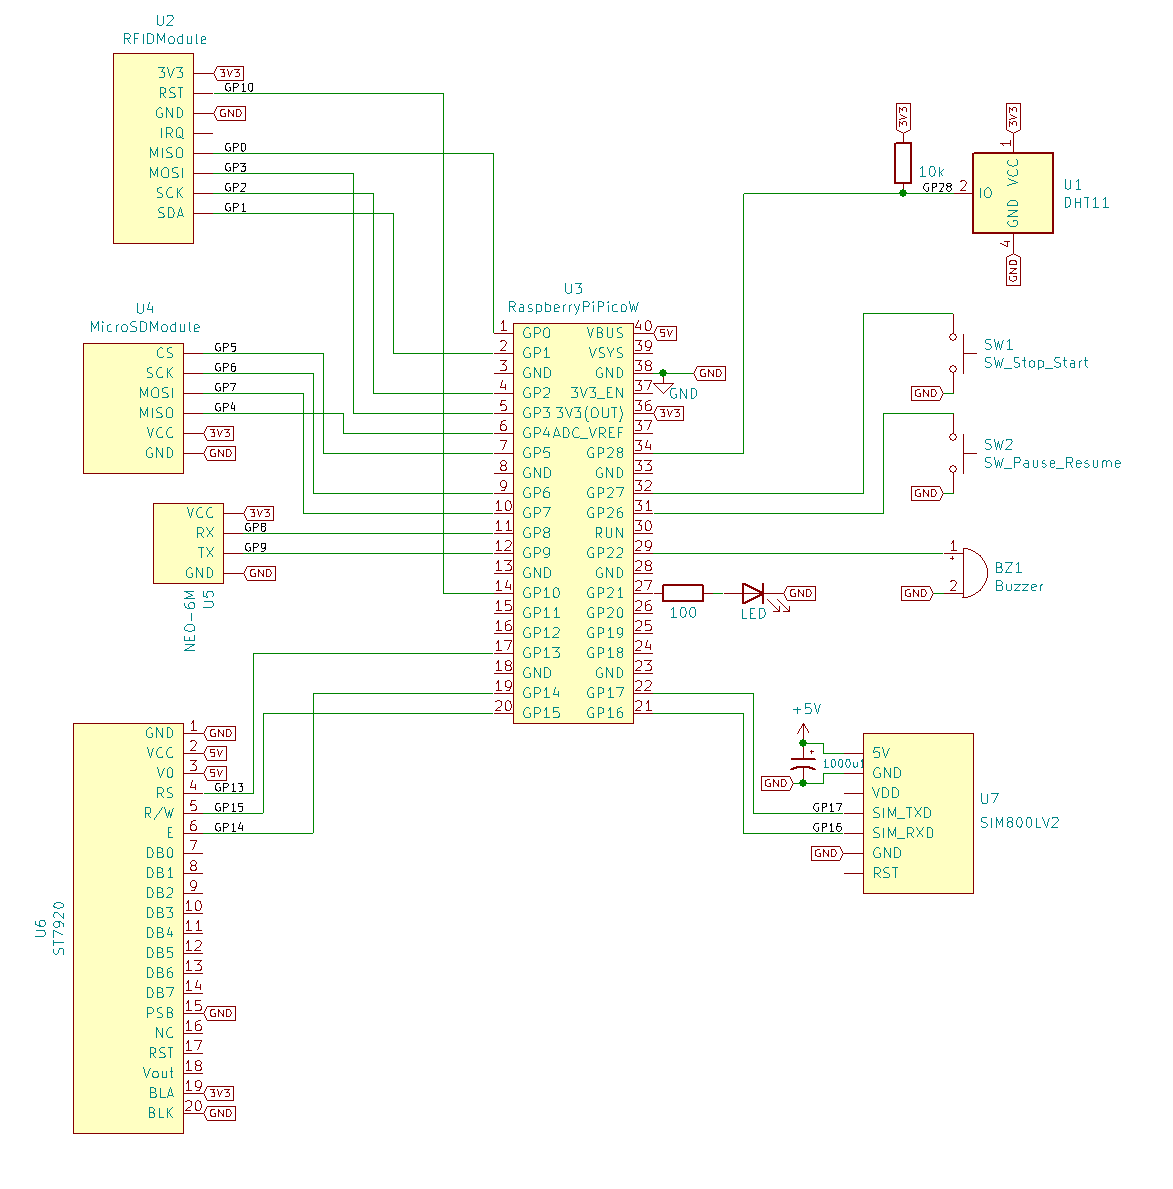 U2
RFIDModule
3V3 3V3
RST GP10
GND GND
IRQ
MISO GP0
MOSI GP3
SCK GP2
SDA GP1
3V3
3V3
10k
GP28 2 IO
1 VCC
GND 4
GND
U1
DHT11
U4
MicroSDModule
CS GP5
SCK GP6
MOSI GP7
MISO GP4
VCC 3V3
GND GND
VCC 3V3
RX GP8
TX GP9
GND GND
NEO-6M
U5
U3
RaspberryPiPicoW
1 GP0 VBUS 40 5V
2 GP1 VSYS 39
3 GND GND 38 GND
GND
4 GP2 3V3_EN 37
5 GP3 3V3(OUT) 36 3V3
6 GP4 ADC_VREF 37
7 GP5 GP28 34
8 GND GND 33
9 GP6 GP27 32
10 GP7 GP26 31
11 GP8 RUN 30
12 GP9 GP22 29
13 GND GND 28
14 GP10 GP21 27
15 GP11 GP20 26
16 GP12 GP19 25
17 GP13 GP18 24
18 GND GND 23
19 GP14 GP17 22
20 GP15 GP16 21
SW1
SW_Stop_Start
GND
SW2
SW_Pause_Resume
GND
1
+
2
GND
BZ1
Buzzer
100
LED
GND
U6
ST7920
GND 1 GND
VCC 2 5V
V0 3 5V
RS 4 GP13
R/W 5 GP15
E 6 GP14
DB0 7
DB1 8
DB2 9
DB3 10
DB4 11
DB5 12
DB6 13
DB7 14
PSB 15 GND
NC 16
RST 17
Vout 18
BLA 19 3V3
BLK 20 GND
+5V
+
1000u
GND
5V
GND
VDD
GP17 SIM_TXD
GP16 SIM_RXD
GND GND
RST
U7
SIM800LV2